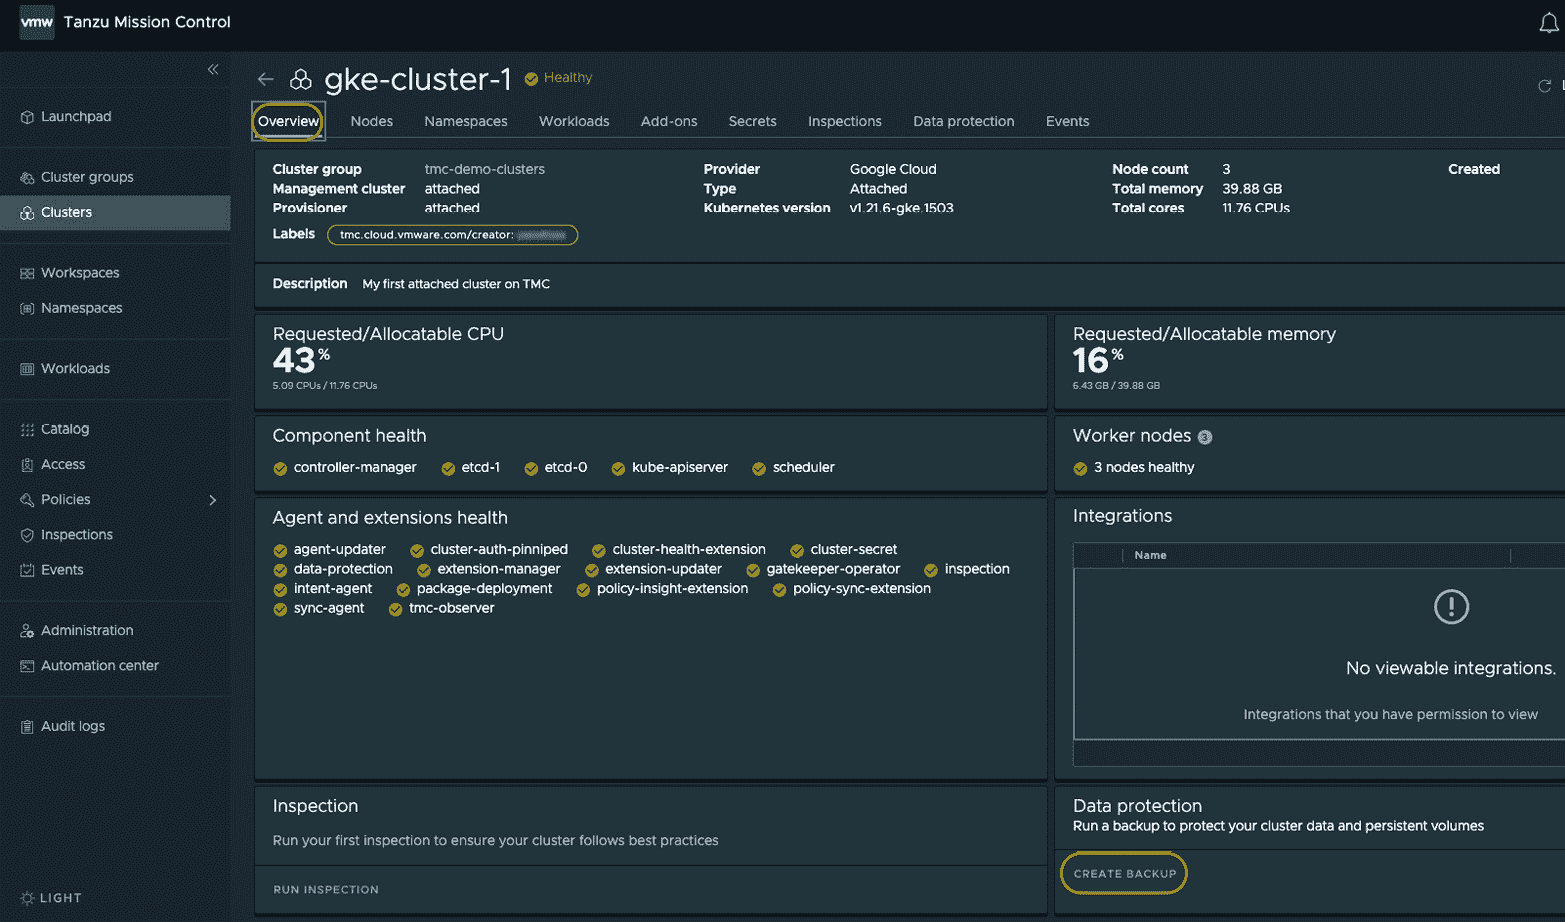 vmw Tanzu Mission Control
Launchpad
Cluster groups
Clusters
Workspaces
Namespaces
Workloads
Catalog
Access
Policies
Inspections
Events
Administration
Automation center
Audit logs
LIGHT
gke-cluster-1 Healthy
Overview Nodes Namespaces Workloads Add-ons Secrets Inspections Data protection Events
Cluster group tmc-demo-clusters Provider Google Cloud Node count 3 Created
Management cluster attached Type Attached Total memory 39.88 GB
Provisioner attached Kubernetes version v1.21.6-gke.1503 Total cores 11.76 CPUs
Labels tmc.cloud.vmware.com/creator:
Description My first attached cluster on TMC
Requested/Allocatable CPU
43%
5.09 CPUs / 11.76 CPUs
Requested/Allocatable memory
16%
6.43 GB / 39.88 GB
Component health
controller-manager etcd-1 etcd-0 kube-apiserver scheduler
Worker nodes 3
3 nodes healthy
Agent and extensions health
agent-updater cluster-auth-pinniped cluster-health-extension cluster-secret
data-protection extension-manager extension-updater gatekeeper-operator inspection
intent-agent package-deployment policy-insight-extension policy-sync-extension
sync-agent tmc-observer
Integrations
Name
No viewable integrations.
Integrations that you have permission to view
Inspection
Run your first inspection to ensure your cluster follows best practices
RUN INSPECTION
Data protection
Run a backup to protect your cluster data and persistent volumes
CREATE BACKUP